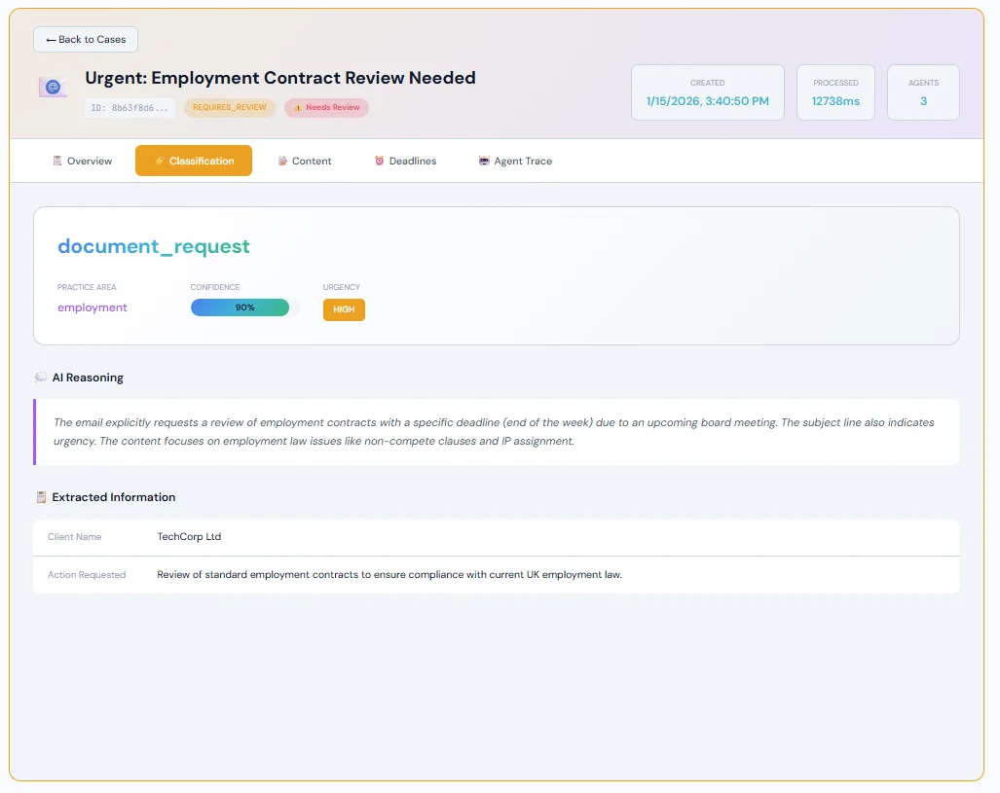 ← Back to Cases
@
Urgent: Employment Contract Review Needed
ID: 8b63f8d6...
REQUIRES_REVIEW
Needs Review
CREATED
1/15/2026, 3:40:50 PM
PROCESSED
12738ms
AGENTS
3
Overview
Classification
Content
Deadlines
Agent Trace
document_request
PRACTICE AREA
employment
CONFIDENCE
90%
URGENCY
HIGH
AI Reasoning
The email explicitly requests a review of employment contracts with a specific deadline (end of the week) due to an upcoming board meeting. The subject line also indicates
urgency. The content focuses on employment law issues like non-compete clauses and IP assignment.
Extracted Information
Client Name
TechCorp Ltd
Action Requested
Review of standard employment contracts to ensure compliance with current UK employment law.